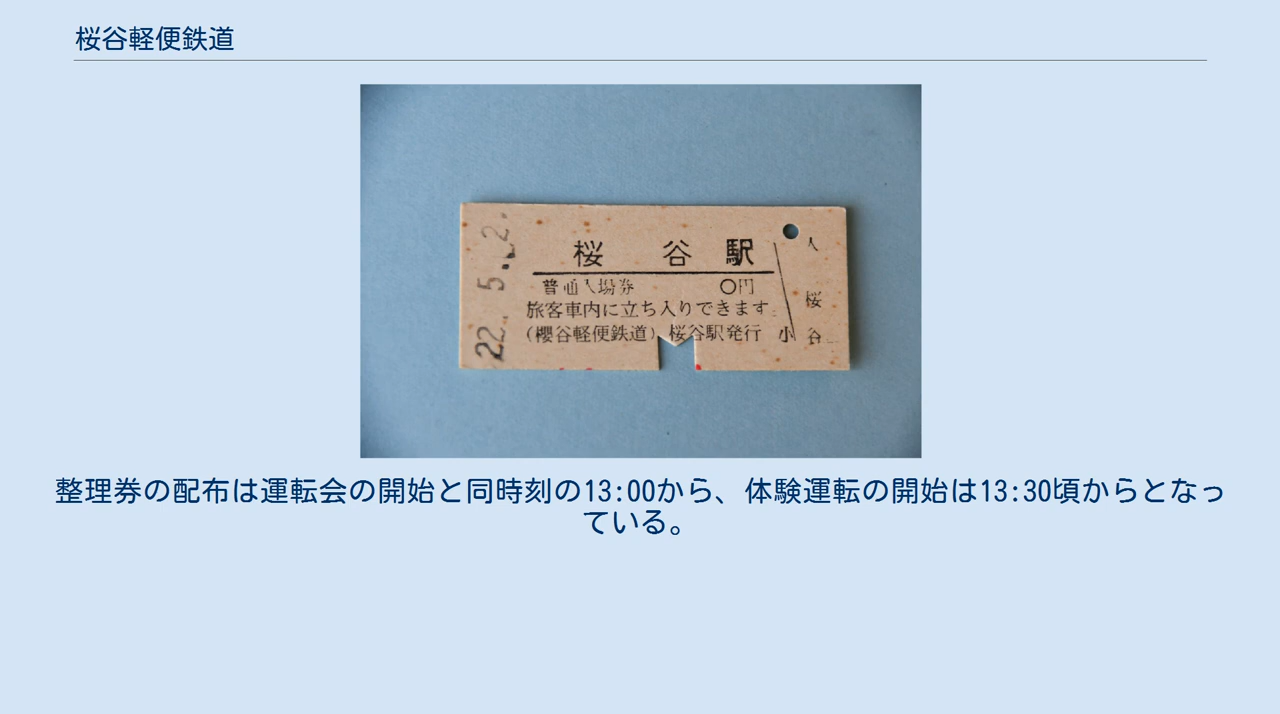 桜谷軽便鉄道
22. 5. 2.
桜谷駅
普通入場券 〇円
旅客車内に立ち入りできます。
(櫻谷軽便鉄道) 桜谷駅発行
小
人
桜
谷
整理券の配布は運転会の開始と同時刻の13:00から、体験運転の開始は13:30頃からとなっ
ている。